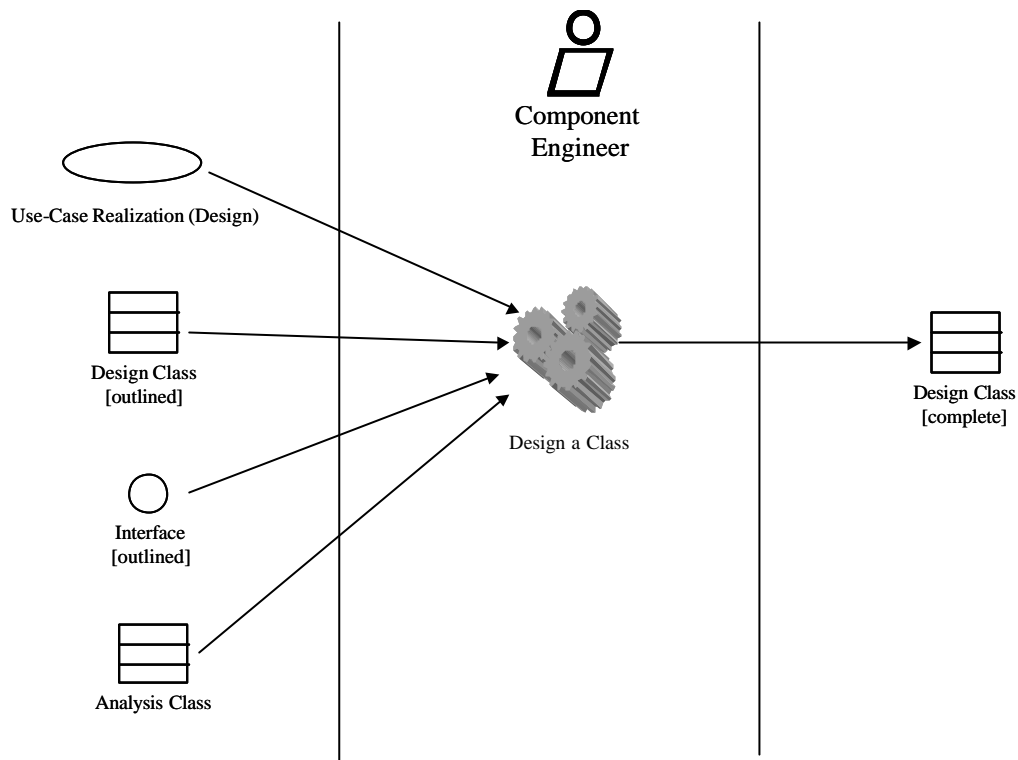 Component
Engineer
Use-Case Realization (Design)
Design Class
[outlined]
Design a Class
Design Class
[complete]
Interface
[outlined]
Analysis Class